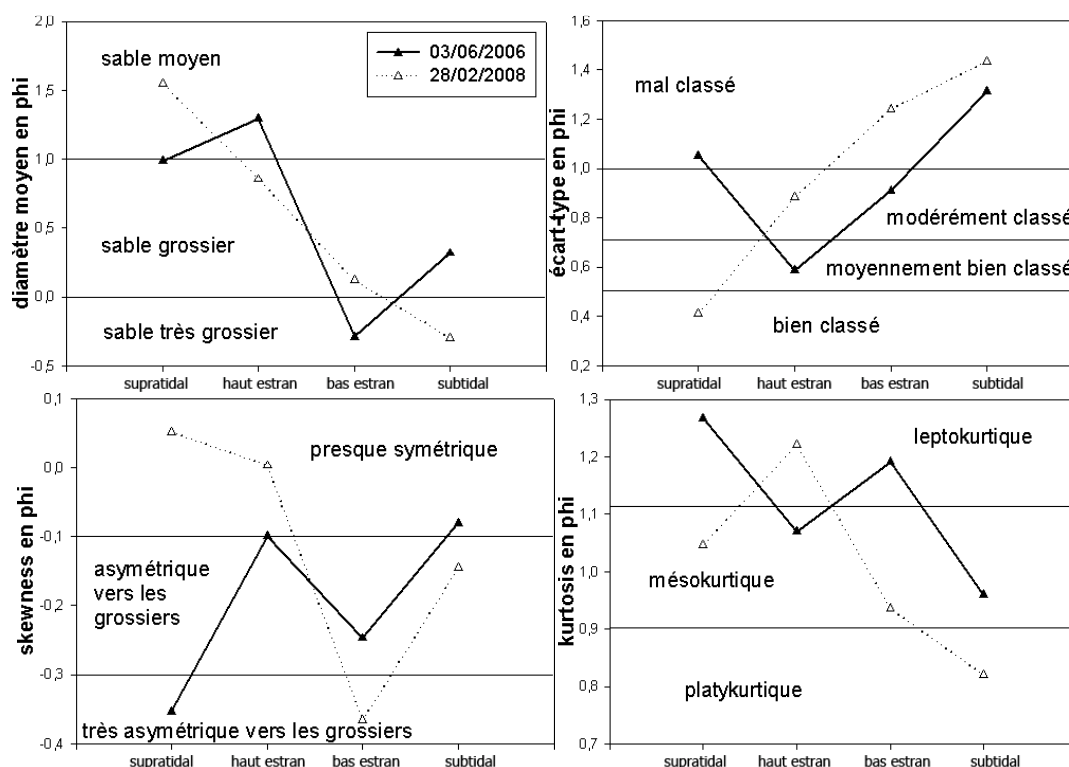 diamètre moyen en phi
2,0
1,5
1,0
0,5
0,0
-0,5
sable moyen
03/06/2006
28/02/2008
sable grossier
sable très grossier
supratidal
haut estran
bas estran
subtidal
écart-type en phi
1,6
1,4
1,2
1,0
0,8
0,6
0,4
0,2
mal classé
modérément classé
moyennement bien classé
bien classé
supratidal
haut estran
bas estran
subtidal
skewness en phi
0,1
0,0
-0,1
-0,2
-0,3
-0,4
presque symétrique
asymétrique
vers les
grossiers
très asymétrique vers les grossiers
supratidal
haut estran
bas estran
subtidal
kurtosis en phi
1,3
1,2
1,1
1,0
0,9
0,8
0,7
leptokurtique
mésokurtique
platykurtique
supratidal
haut estran
bas estran
subtidal